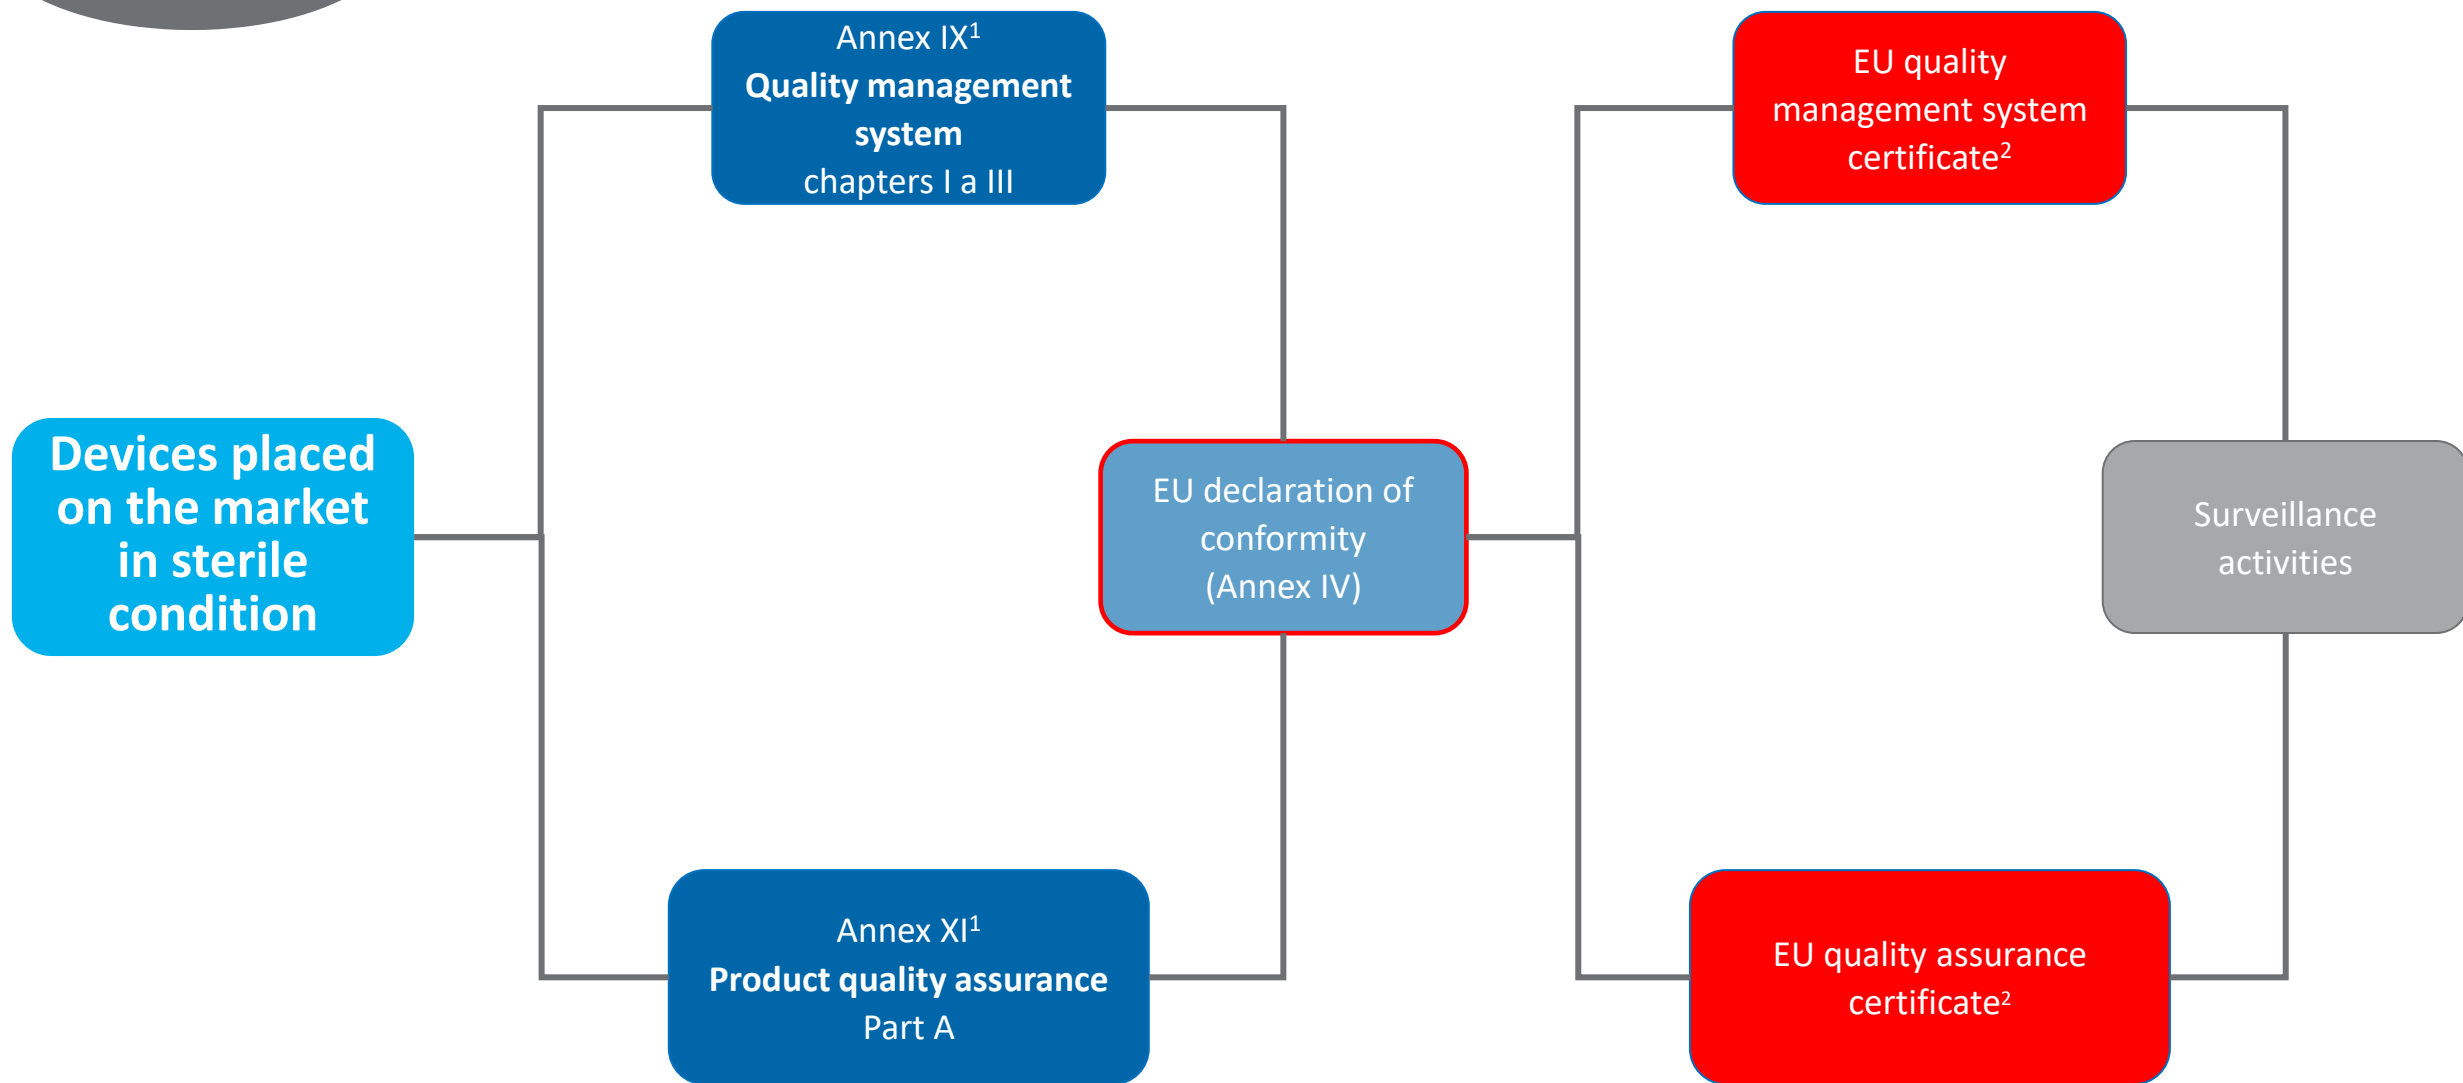 Annex IX¹
Quality management
system
chapters I a III
EU quality
management system
certificate²
Devices placed
on the market
in sterile
condition
EU declaration of
conformity
(Annex IV)
Surveillance
activities
Annex XI¹
Product quality assurance
Part A
EU quality assurance
certificate²